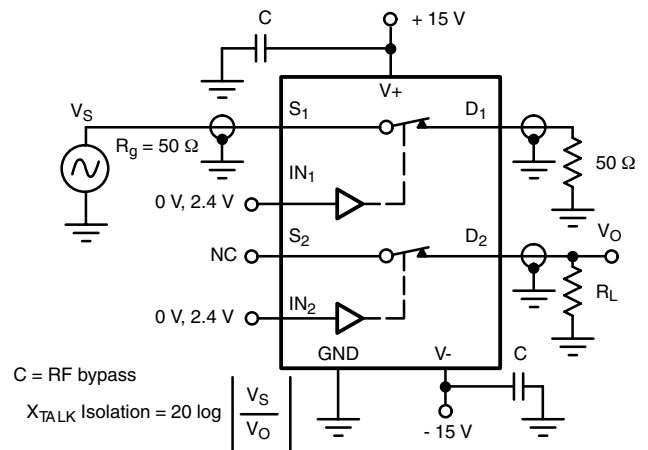 C
+ 15 V
V+
VS
S1
D1
Rg = 50 Ω
50 Ω
IN1
0 V, 2.4 V
S2
D2
VO
NC
RL
IN2
0 V, 2.4 V
GND
V-
C
C = RF bypass
XTALK Isolation = 20 log | VS / VO |
- 15 V